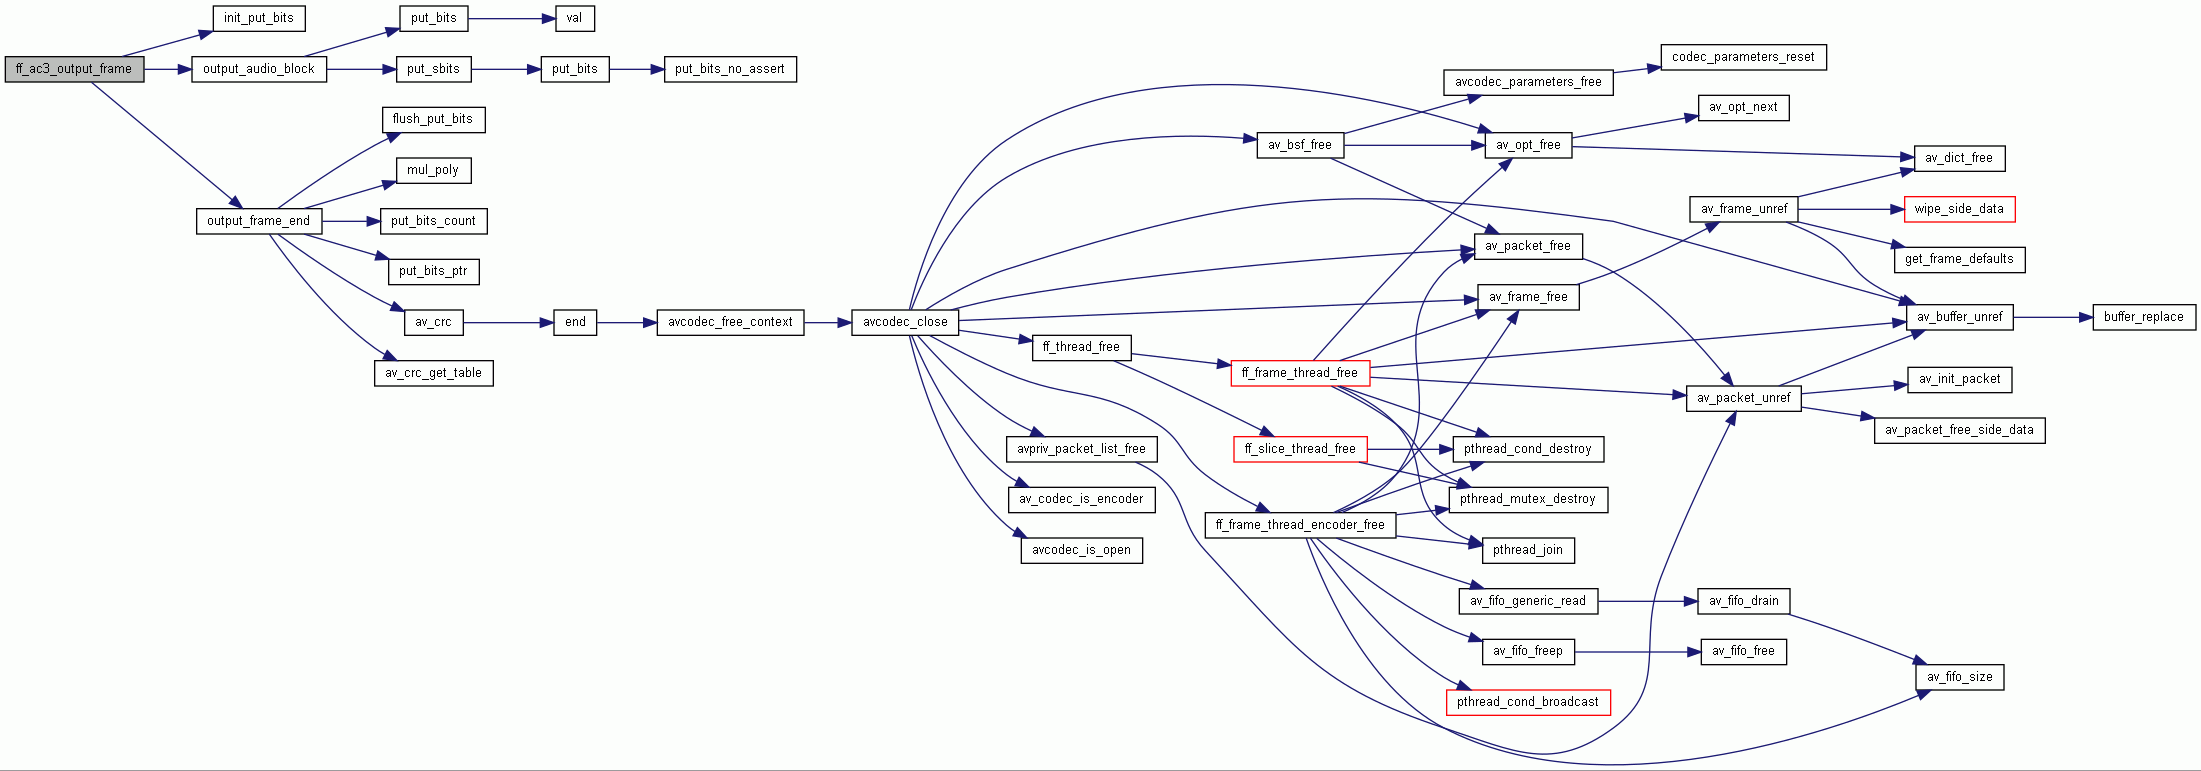 ff_ac3_output_frame
init_put_bits
output_audio_block
output_frame_end
put_bits
put_sbits
flush_put_bits
mul_poly
put_bits_count
put_bits_ptr
av_crc
av_crc_get_table
val
put_bits
put_bits_no_assert
end
avcodec_free_context
avcodec_close
ff_thread_free
avpriv_packet_list_free
av_codec_is_encoder
avcodec_is_open
av_bsf_free
ff_frame_thread_free
ff_slice_thread_free
ff_frame_thread_encoder_free
avcodec_parameters_free
av_opt_free
av_packet_free
av_frame_free
pthread_cond_destroy
pthread_mutex_destroy
pthread_join
av_fifo_generic_read
av_fifo_freep
pthread_cond_broadcast
codec_parameters_reset
av_opt_next
av_frame_unref
av_packet_unref
av_fifo_drain
av_fifo_free
av_dict_free
wipe_side_data
get_frame_defaults
av_buffer_unref
av_init_packet
av_packet_free_side_data
av_fifo_size
buffer_replace